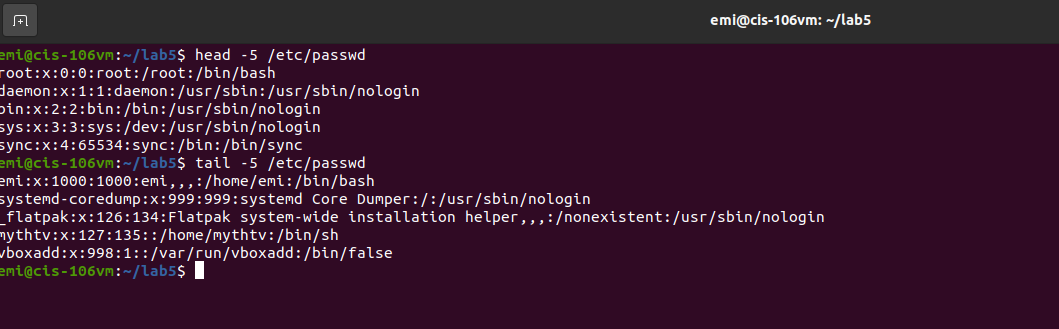 emi@cis-106vm: ~/lab5
emi@cis-106vm:~/lab5$ head -5 /etc/passwd
root:x:0:0:root:/root:/bin/bash
daemon:x:1:1:daemon:/usr/sbin:/usr/sbin/nologin
bin:x:2:2:bin:/bin:/usr/sbin/nologin
sys:x:3:3:sys:/dev:/usr/sbin/nologin
sync:x:4:65534:sync:/bin:/bin/sync
emi@cis-106vm:~/lab5$ tail -5 /etc/passwd
emi:x:1000:1000:emi,,,:/home/emi:/bin/bash
systemd-coredump:x:999:999:systemd Core Dumper:/:/usr/sbin/nologin
_flatpak:x:126:134:Flatpak system-wide installation helper,,,:/nonexistent:/usr/sbin/nologin
mythtv:x:127:135::/home/mythtv:/bin/sh
vboxadd:x:998:1::/var/run/vboxadd:/bin/false
emi@cis-106vm:~/lab5$